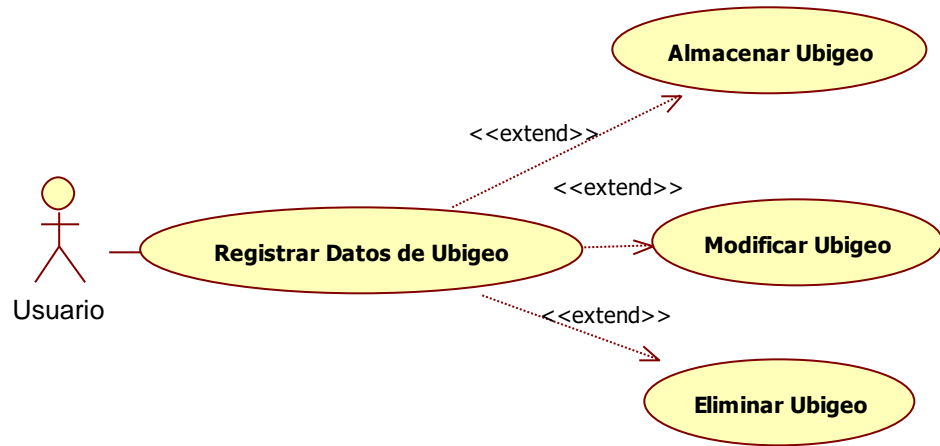 Almacenar Ubigeo
<<extend>>
<<extend>>
Registrar Datos de Ubigeo
Modificar Ubigeo
Usuario
<<extend>>
Eliminar Ubigeo